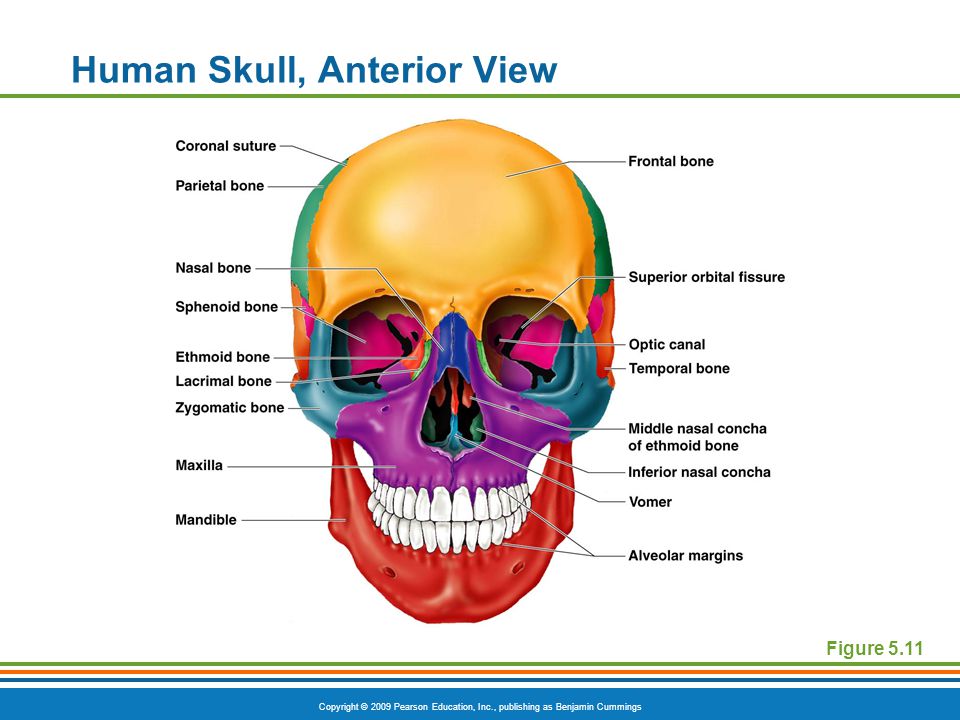 Human Skull, Anterior View
Coronal suture
Parietal bone
Nasal bone
Sphenoid bone
Ethmoid bone
Lacrimal bone
Zygomatic bone
Maxilla
Mandible
Frontal bone
Superior orbital fissure
Optic canal
Temporal bone
Middle nasal concha
of ethmoid bone
Inferior nasal concha
Vomer
Alveolar margins
Figure 5.11
Copyright © 2009 Pearson Education, Inc., publishing as Benjamin Cummings